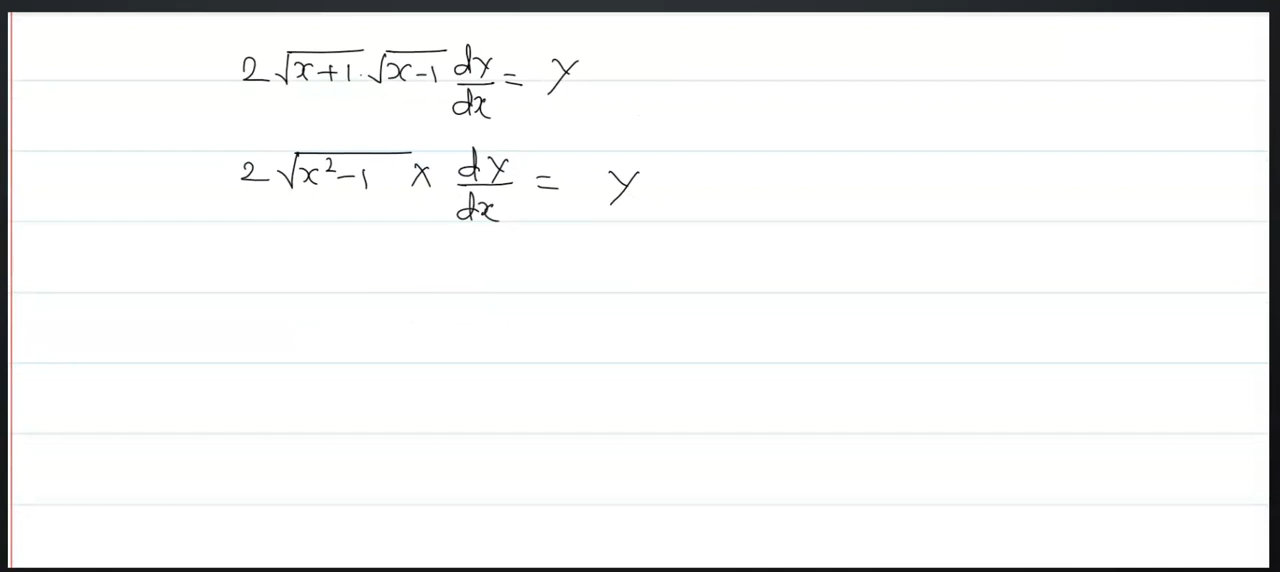 2 √(x+1) · √(x-1) dy/dx = y
2 √(x²-1) × dy/dx = y